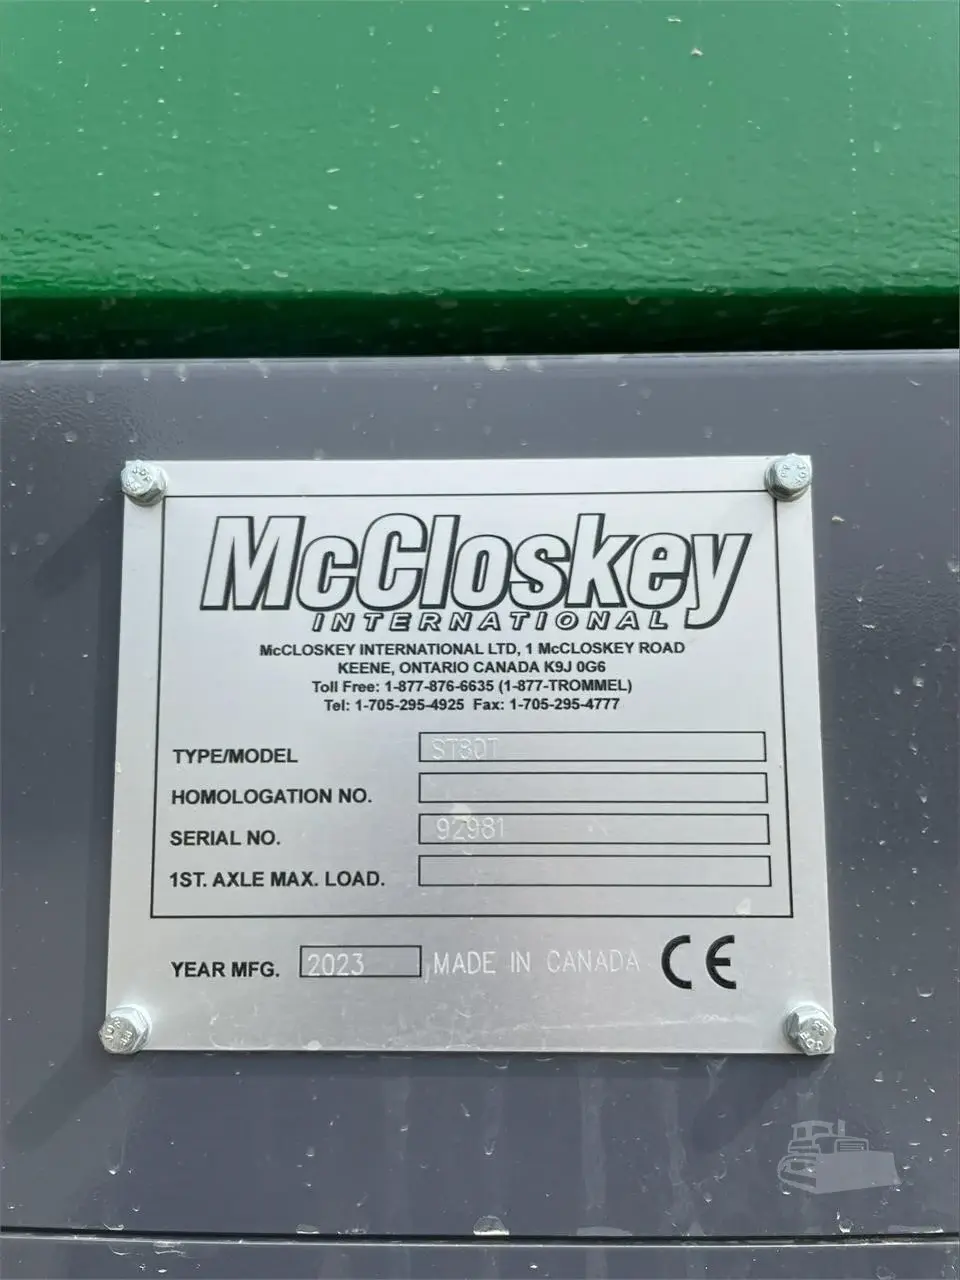 McCloskey
INTERNATIONAL
McCLOSKEY INTERNATIONAL LTD, 1 McCLOSKEY ROAD
KEENE, ONTARIO CANADA K9J 0G6
Toll Free: 1-877-876-6635 (1-877-TROMMEL)
Tel: 1-705-295-4925 Fax: 1-705-295-4777
TYPE/MODEL ST80T
HOMOLOGATION NO.
SERIAL NO. 92981
1ST. AXLE MAX. LOAD.
YEAR MFG. 2023 MADE IN CANADA CE